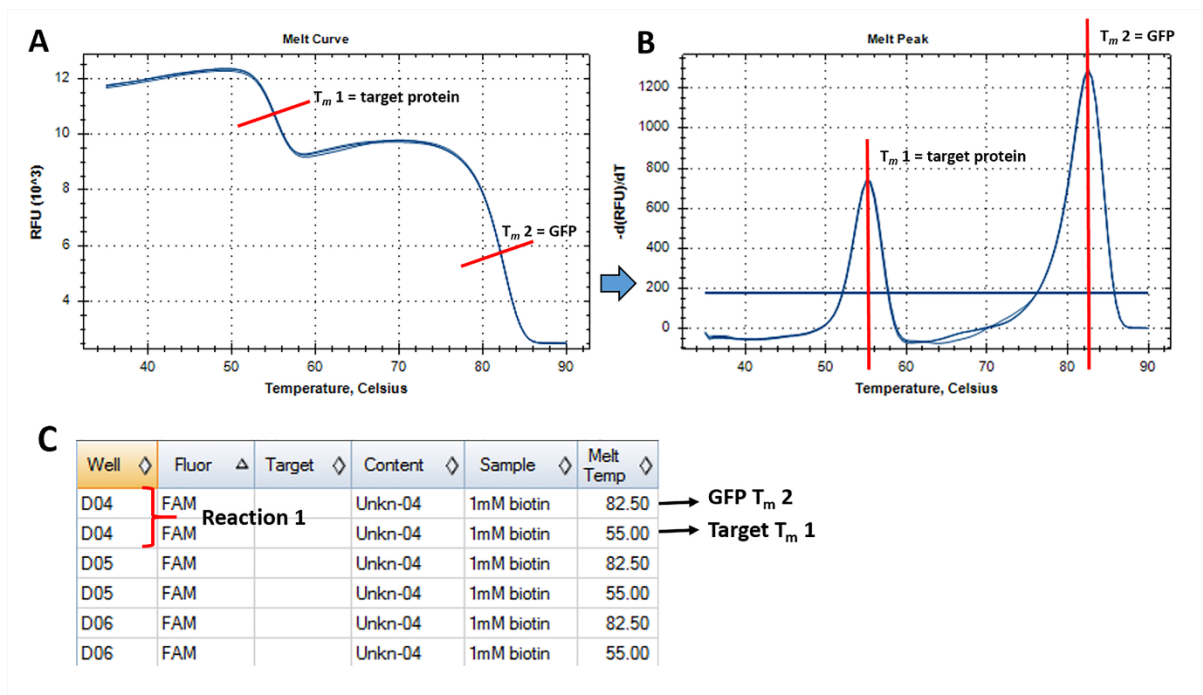 A
Melt Curve
RFU (10^3)
12
10
8
6
4
40
50
60
70
80
90
Temperature, Celsius
Tm 1 = target protein
Tm 2 = GFP
B
Melt Peak
Tm 2 = GFP
-d(RFU)/dT
1200
1000
800
600
400
200
0
40
50
60
70
80
90
Temperature, Celsius
Tm 1 = target protein
C
Well Fluor Target Content Sample Melt Temp
D04 FAM Unkn-04 1mM biotin 82.50 GFP Tm 2
Reaction 1
D04 FAM Unkn-04 1mM biotin 55.00 Target Tm 1
D05 FAM Unkn-04 1mM biotin 82.50
D05 FAM Unkn-04 1mM biotin 55.00
D06 FAM Unkn-04 1mM biotin 82.50
D06 FAM Unkn-04 1mM biotin 55.00